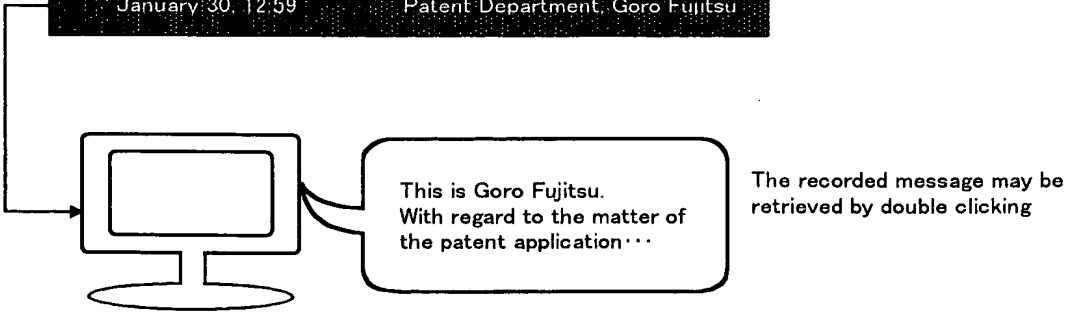 January 30, 12:59 Patent Department, Goro Fujitsu
This is Goro Fujitsu.
With regard to the matter of
the patent application···
The recorded message may be
retrieved by double clicking